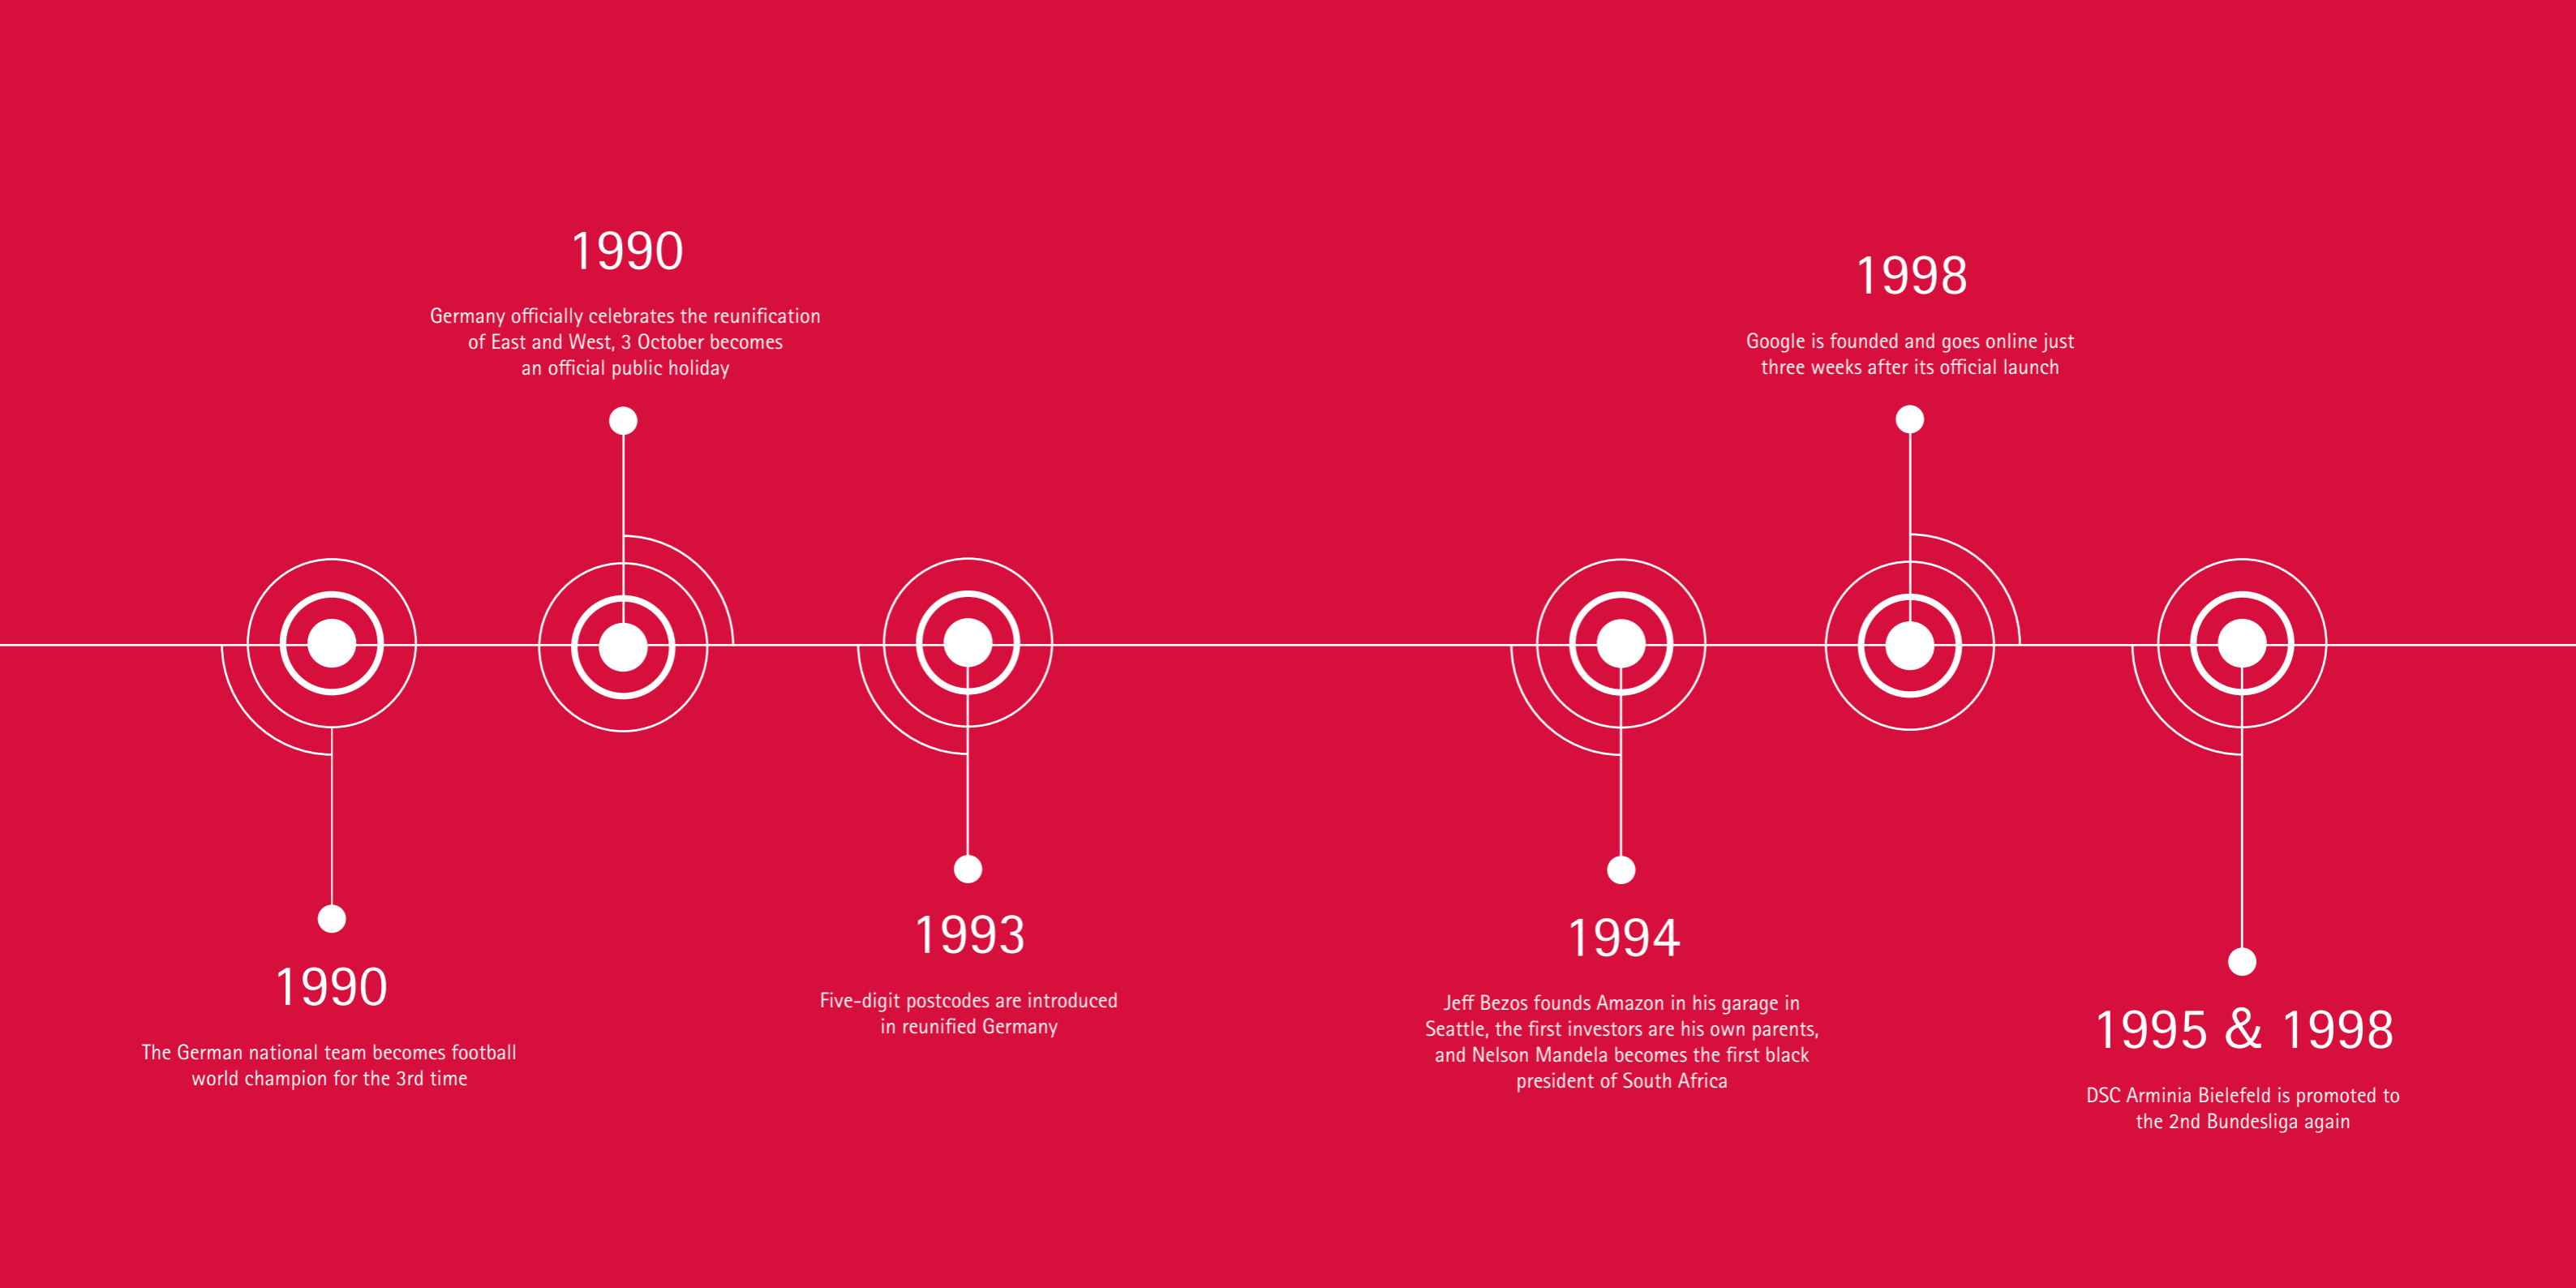 1990
The German national team becomes football
world champion for the 3rd time
1990
Germany officially celebrates the reunification
of East and West, 3 October becomes
an official public holiday
1993
Five-digit postcodes are introduced
in reunified Germany
1994
Jeff Bezos founds Amazon in his garage in
Seattle, the first investors are his own parents,
and Nelson Mandela becomes the first black
president of South Africa
1998
Google is founded and goes online just
three weeks after its official launch
1995 & 1998
DSC Arminia Bielefeld is promoted to
the 2nd Bundesliga again